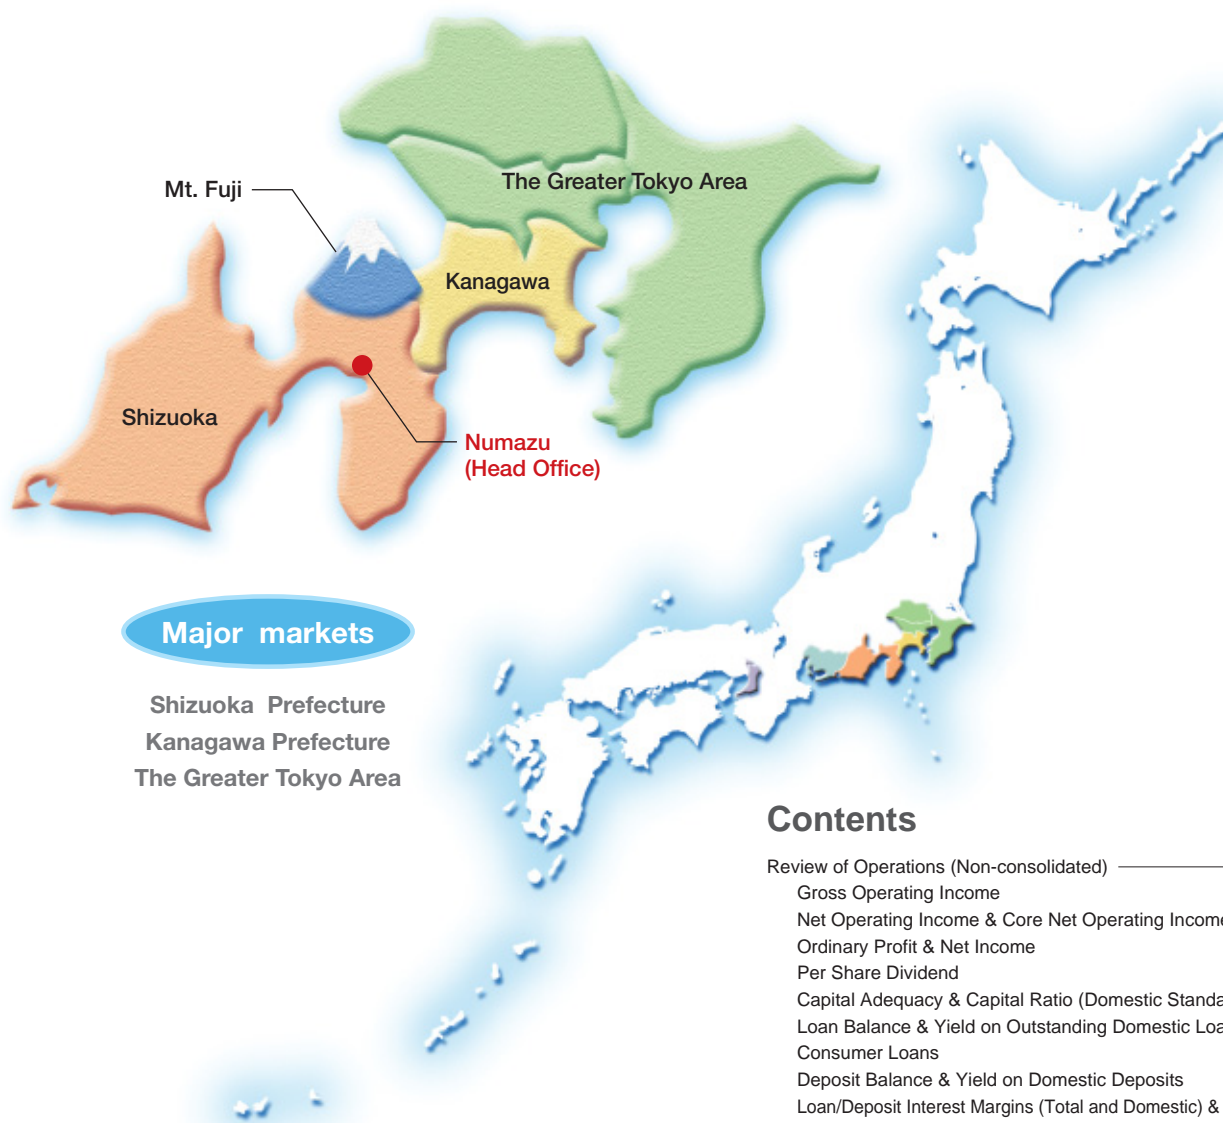 The Greater Tokyo Area
Mt. Fuji
Kanagawa
Shizuoka
Numazu
(Head Office)
Major markets
Shizuoka Prefecture
Kanagawa Prefecture
The Greater Tokyo Area
Contents
Review of Operations (Non-consolidated)
Gross Operating Income
Net Operating Income & Core Net Operating Income
Ordinary Profit & Net Income
Per Share Dividend
Capital Adequacy & Capital Ratio (Domestic
Loan Balance & Yield on Outstanding Domestic
Consumer Loans
Deposit Balance & Yield on Domestic Deposits
Loan/Deposit Interest Margins (Total and Domestic) &